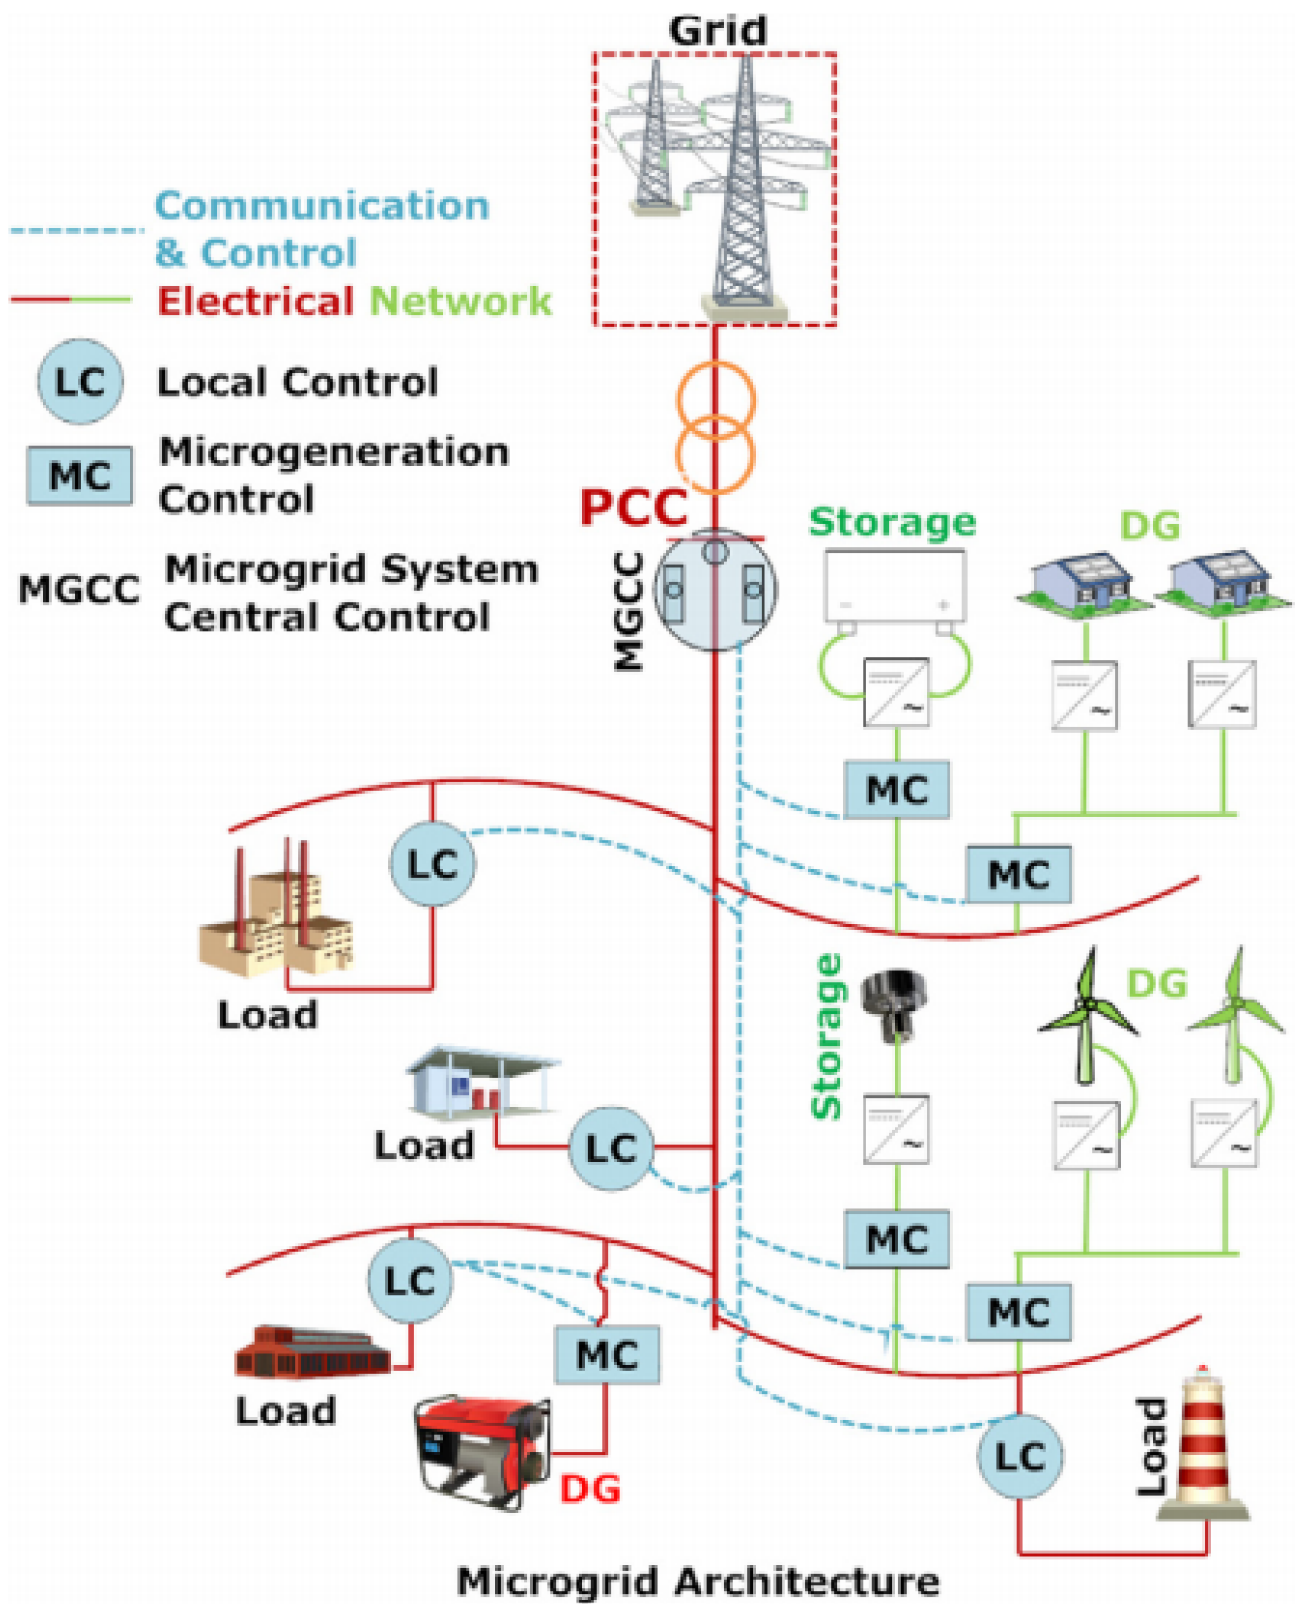 Grid
Communication
& Control
Electrical Network
LC
Local Control
MC
Microgeneration
Control
MGCC
Microgrid System
Central Control
PCC
MGCC
Storage
DG
MC
LC
MC
Load
Storage
DG
Load
LC
MC
LC
MC
MC
Load
DG
LC
Load
Microgrid Architecture